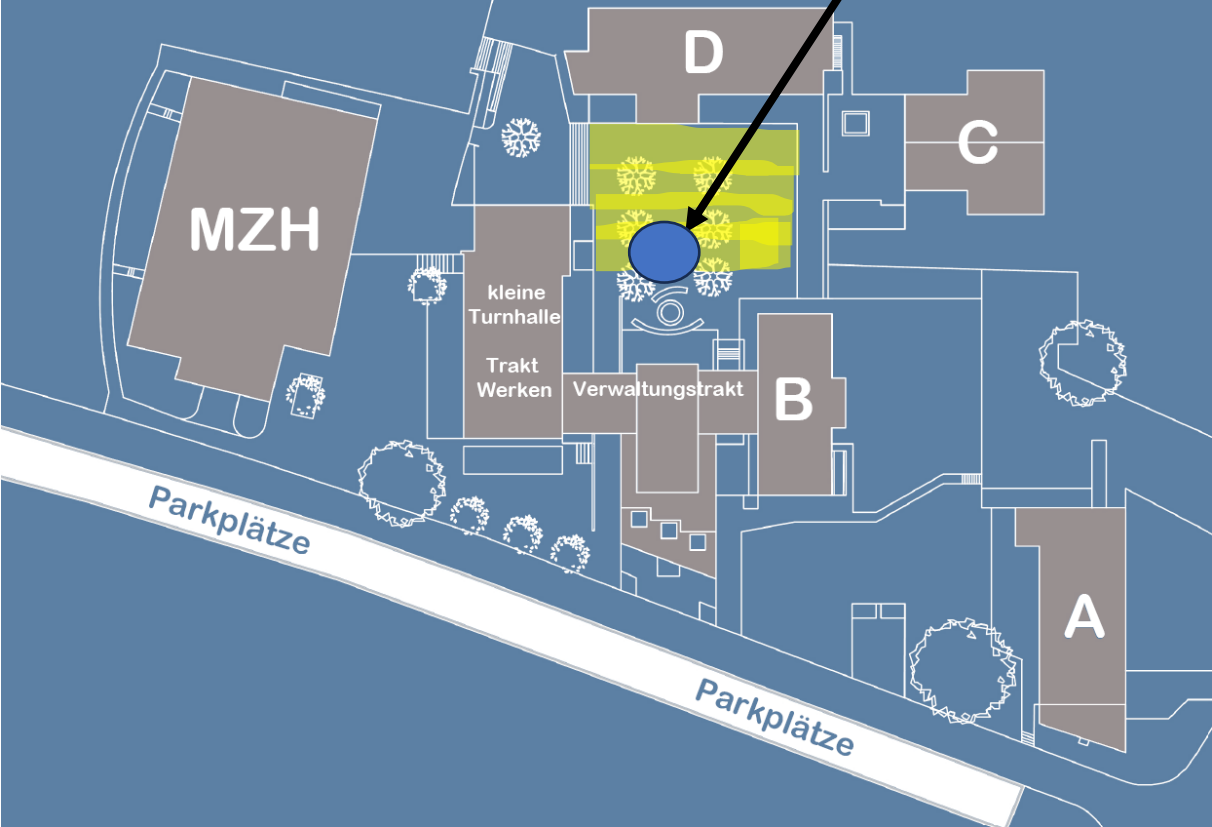 D
C
MZH
kleine
Turnhalle
Trakt
Werken
Verwaltungstrakt
B
Parkplätze
A
Parkplätze